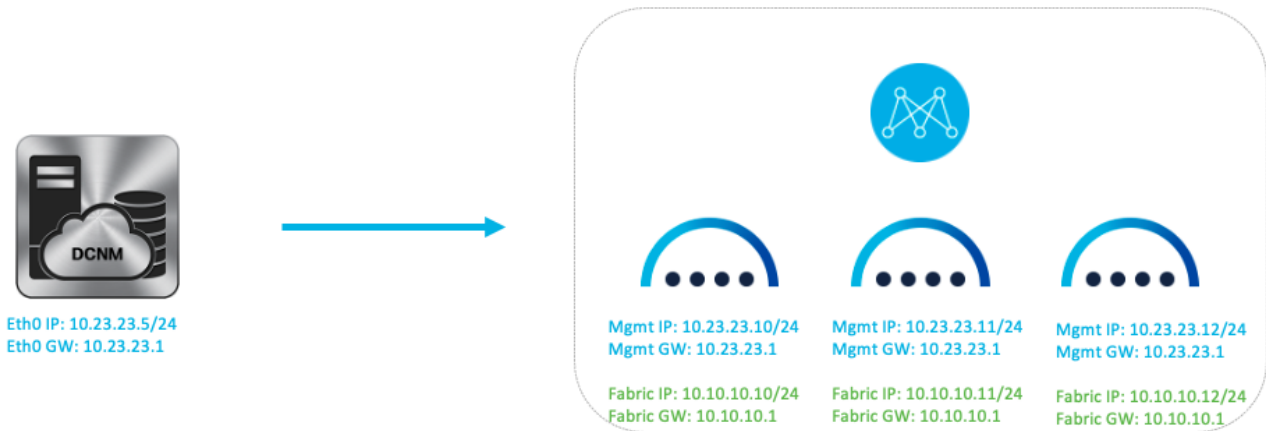 DCNM
Eth0 IP: 10.23.23.5/24
Eth0 GW: 10.23.23.1
Mgmt IP: 10.23.23.10/24
Mgmt GW: 10.23.23.1
Fabric IP: 10.10.10.10/24
Fabric GW: 10.10.10.1
Mgmt IP: 10.23.23.11/24
Mgmt GW: 10.23.23.1
Fabric IP: 10.10.10.11/24
Fabric GW: 10.10.10.1
Mgmt IP: 10.23.23.12/24
Mgmt GW: 10.23.23.1
Fabric IP: 10.10.10.12/24
Fabric GW: 10.10.10.1